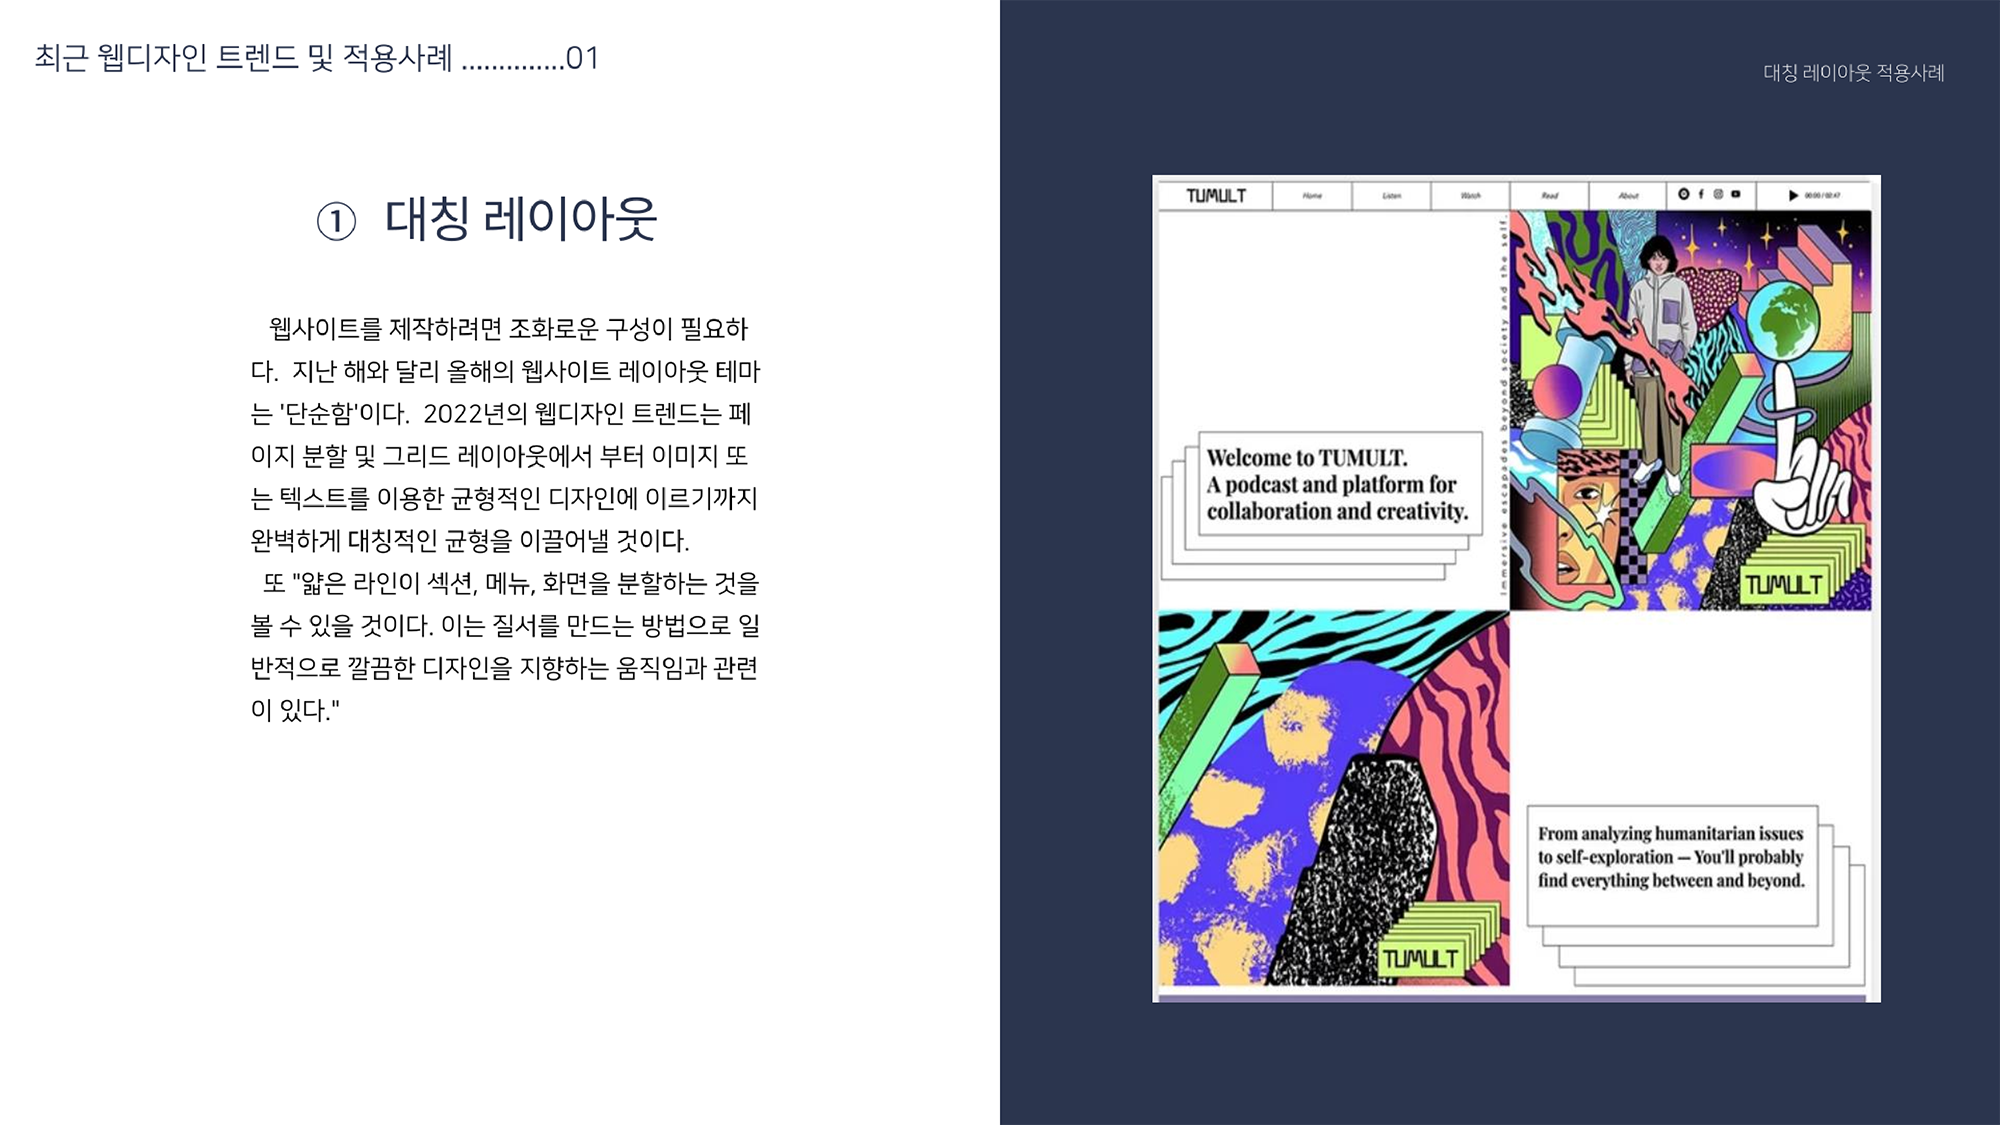 최근 웹디자인 트렌드 및 적용사례 ..............01
대칭 레이아웃 적용사례
① 대칭 레이아웃
웹사이트를 제작하려면 조화로운 구성이 필요하
다. 지난 해와 달리 올해의 웹사이트 레이아웃 테마
는 '단순함'이다. 2022년의 웹디자인 트렌드는 페
이지 분할 및 그리드 레이아웃에서 부터 이미지 또
는 텍스트를 이용한 균형적인 디자인에 이르기까지
완벽하게 대칭적인 균형을 이끌어낼 것이다.
또 "얇은 라인이 섹션, 메뉴, 화면을 분할하는 것을
볼 수 있을 것이다. 이는 질서를 만드는 방법으로 일
반적으로 깔끔한 디자인을 지향하는 움직임과 관련
이 있다."
TUMULT
Home
Listen
Watch
Read
About
00:00 / 02:47
Immersive escapades beyond society and the self.
Welcome to TUMULT.
A podcast and platform for
collaboration and creativity.
TUMULT
TUMULT
From analyzing humanitarian issues
to self-exploration — You'll probably
find everything between and beyond.